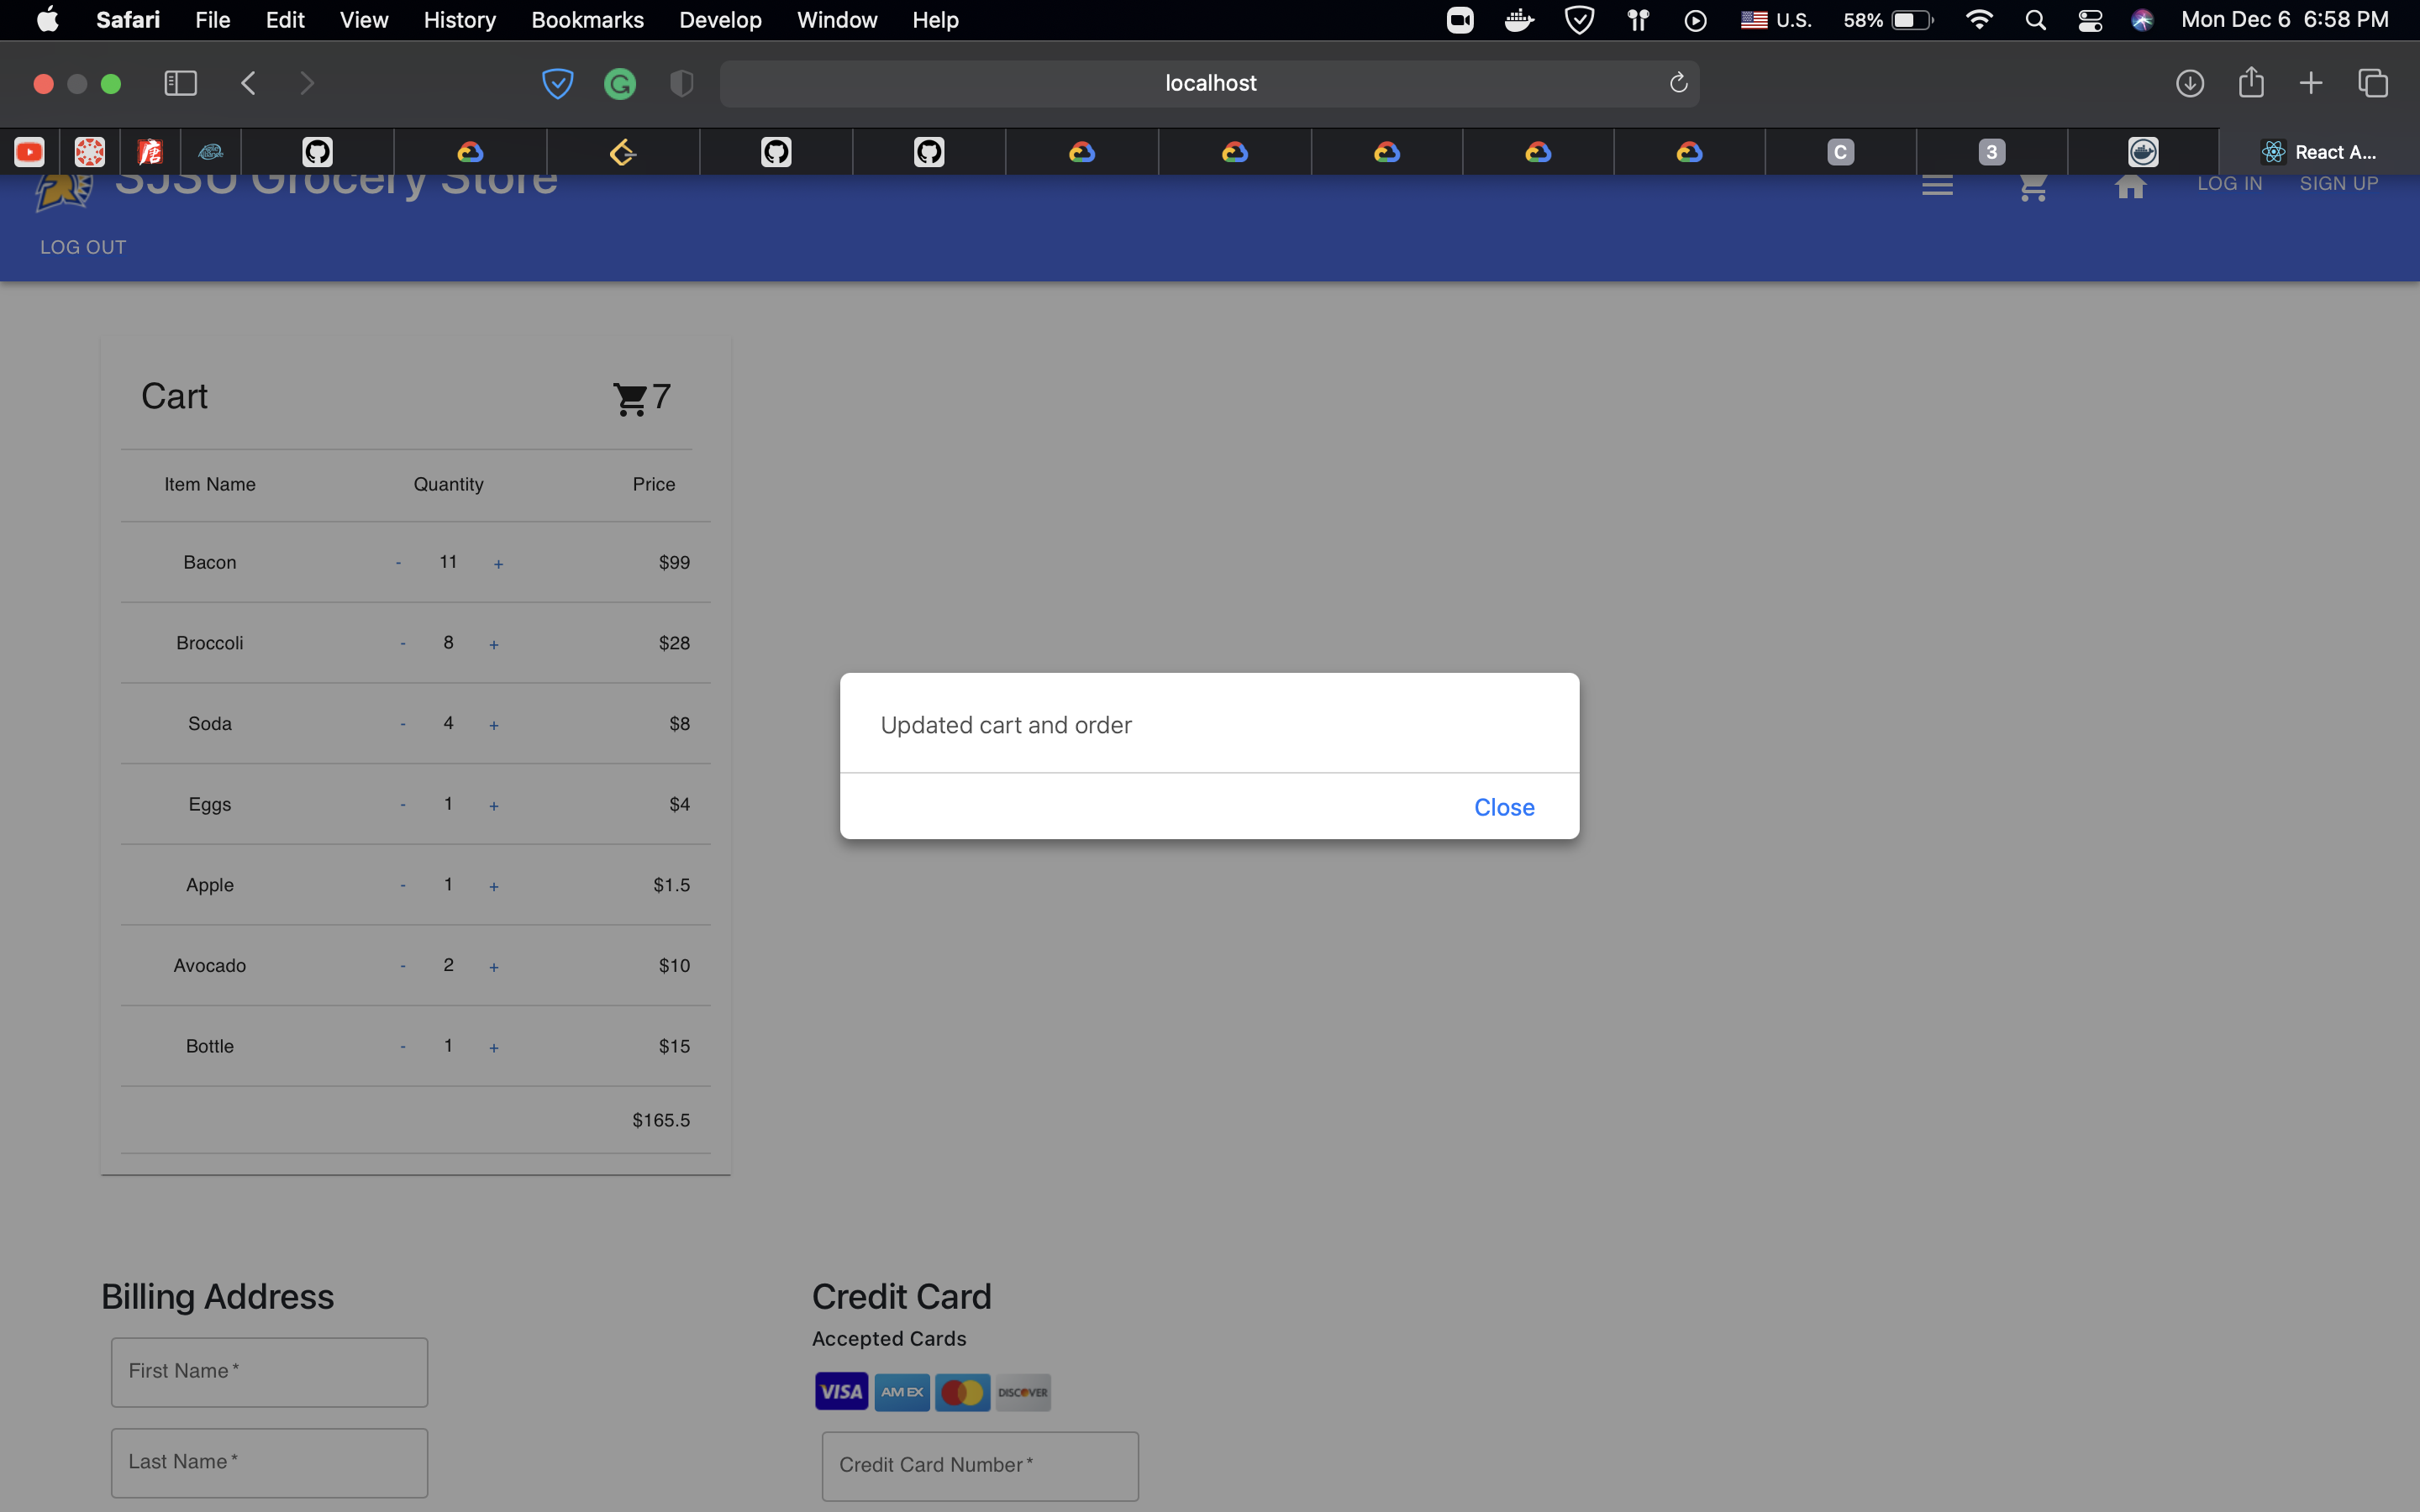 Safari File Edit View History Bookmarks Develop Window Help U.S. 58% Mon Dec 6 6:58 PM
localhost
C 3 React A...
SJSU Grocery Store LOG IN SIGN UP
LOG OUT
Cart 7
Item Name Quantity Price
Bacon - 11 + $99
Broccoli - 8 + $28
Soda - 4 + $8
Updated cart and order
Eggs - 1 + $4
Close
Apple - 1 + $1.5
Avocado - 2 + $10
Bottle - 1 + $15
$165.5
Billing Address
Credit Card
Accepted Cards
VISA AMEX DISCOVER
First Name *
Last Name *
Credit Card Number *